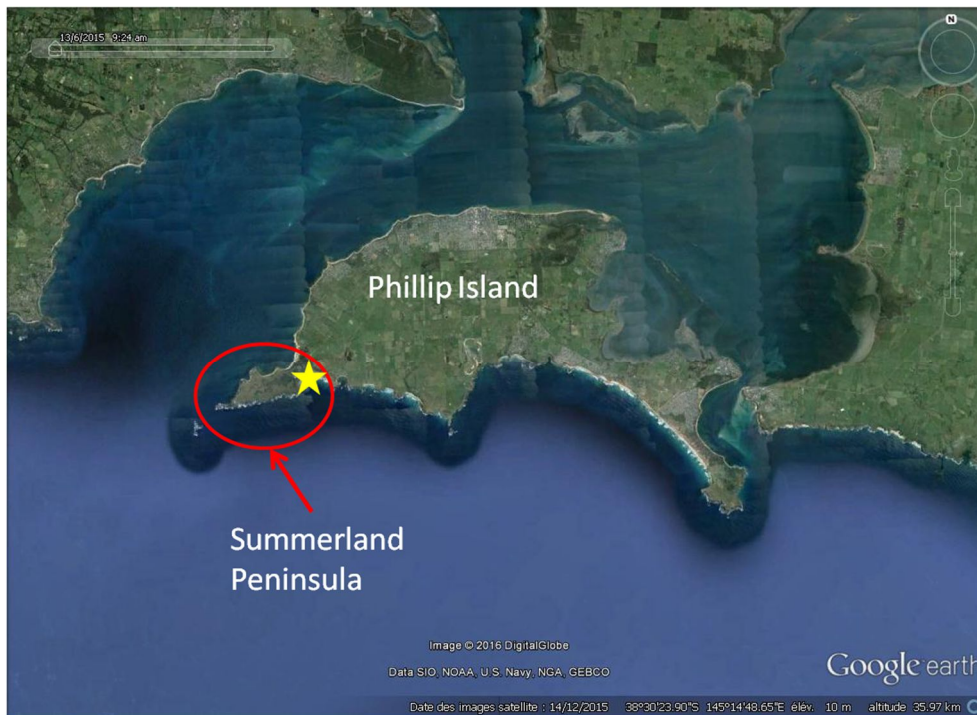 13/6/2015 9:24 am
N
Phillip Island
Summerland
Peninsula
Image © 2016 DigitalGlobe
Data SIO, NOAA, U.S. Navy, NGA, GEBCO
Google earth
Date des images satellite : 14/12/2015 38°30'23.90"S 145°14'48.65"E élév. 10 m altitude 35.97 km